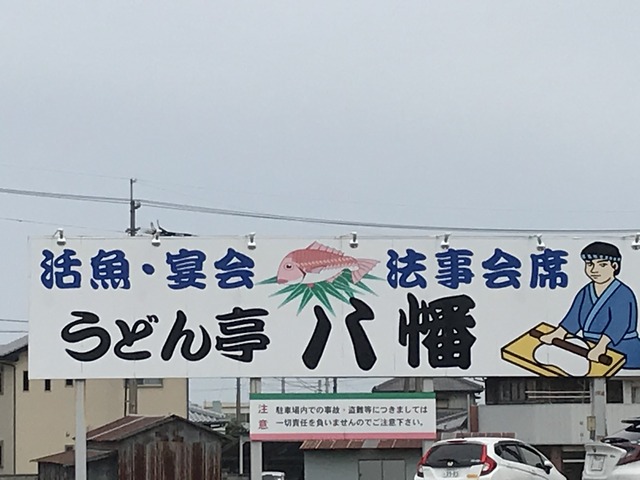 活魚・宴会 法事会席
うどん亭 八幡
注意 駐車場内での事故・盗難等につきましては
一切責任を負いませんのでご注意下さい。